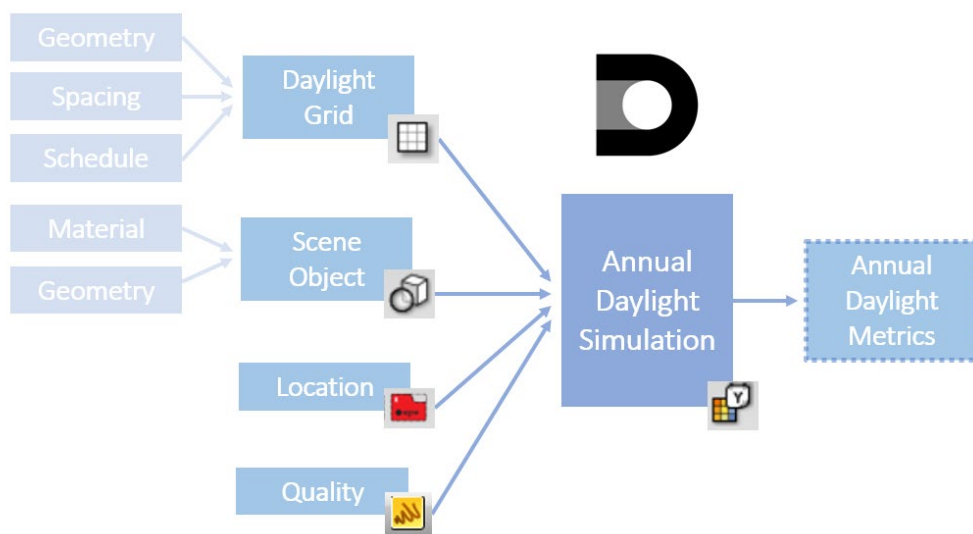 Geometry
Spacing
Schedule
Material
Geometry
Daylight
Grid
Scene
Object
Location
Quality
Annual
Daylight
Simulation
Y
Annual
Daylight
Metrics